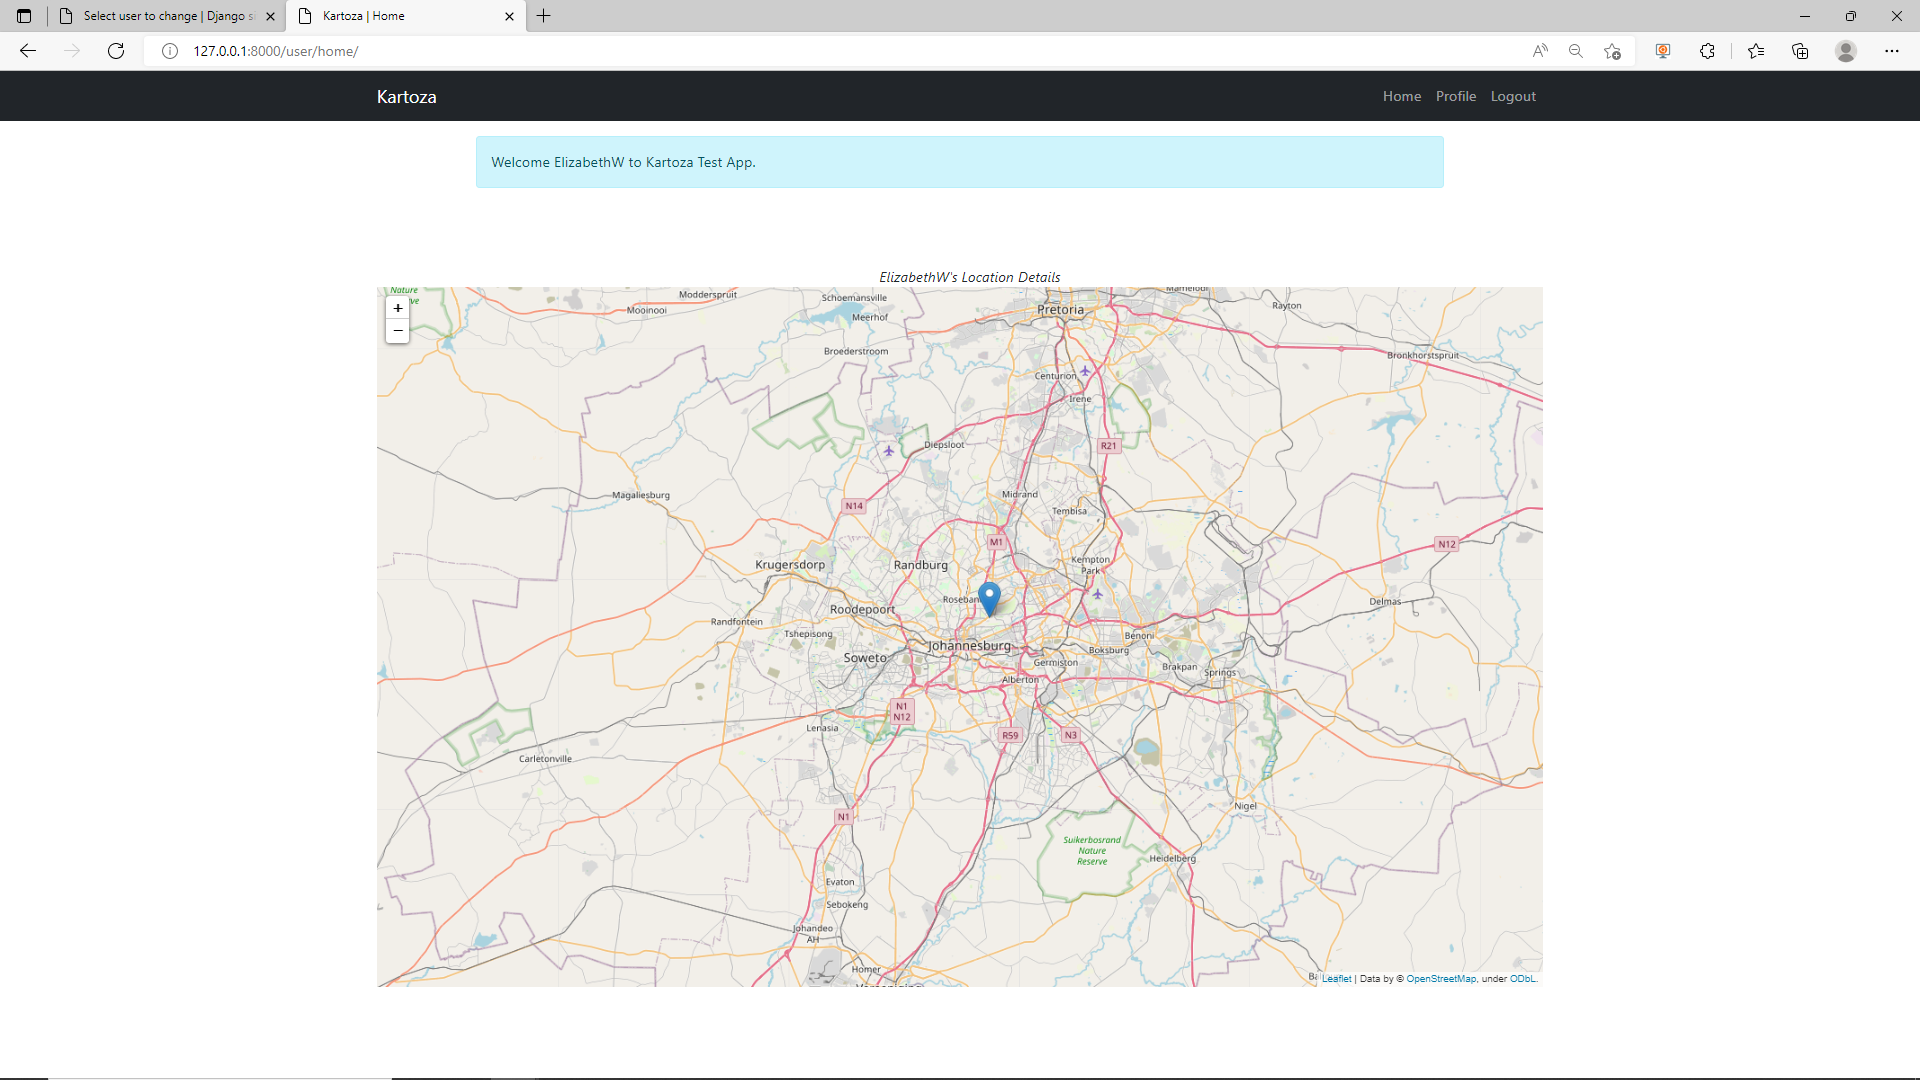 Select user to change | Django si
Kartoza | Home
127.0.0.1:8000/user/home/
Kartoza
Home Profile Logout
Welcome ElizabethW to Kartoza Test App.
ElizabethW's Location Details
+
−
Nature
Modderspruit
Mooinooi
Schoemansville
Meerhof
Broederstroom
Pretoria
Mamelodi
Rayton
Bronkhorstspruit
Centurion
Irene
Diepsloot
R21
Magaliesburg
N14
Midrand
Tembisa
M1
N12
Krugersdorp
Randburg
Kempton
Park
Roseban
Roodepoort
Delmas
Randfontein
Tshepisong
Johannesburg
Benoni
Soweto
Germiston
Boksburg
Brakpan
Springs
Alberton
N1
N12
Lenasia
R59
N3
Carletonville
N1
Nigel
Suikerbosrand
Nature
Reserve
Heidelberg
Evaton
Sebokeng
Johandeo
AH
Homer
Leaflet | Data by © OpenStreetMap, under ODbL.